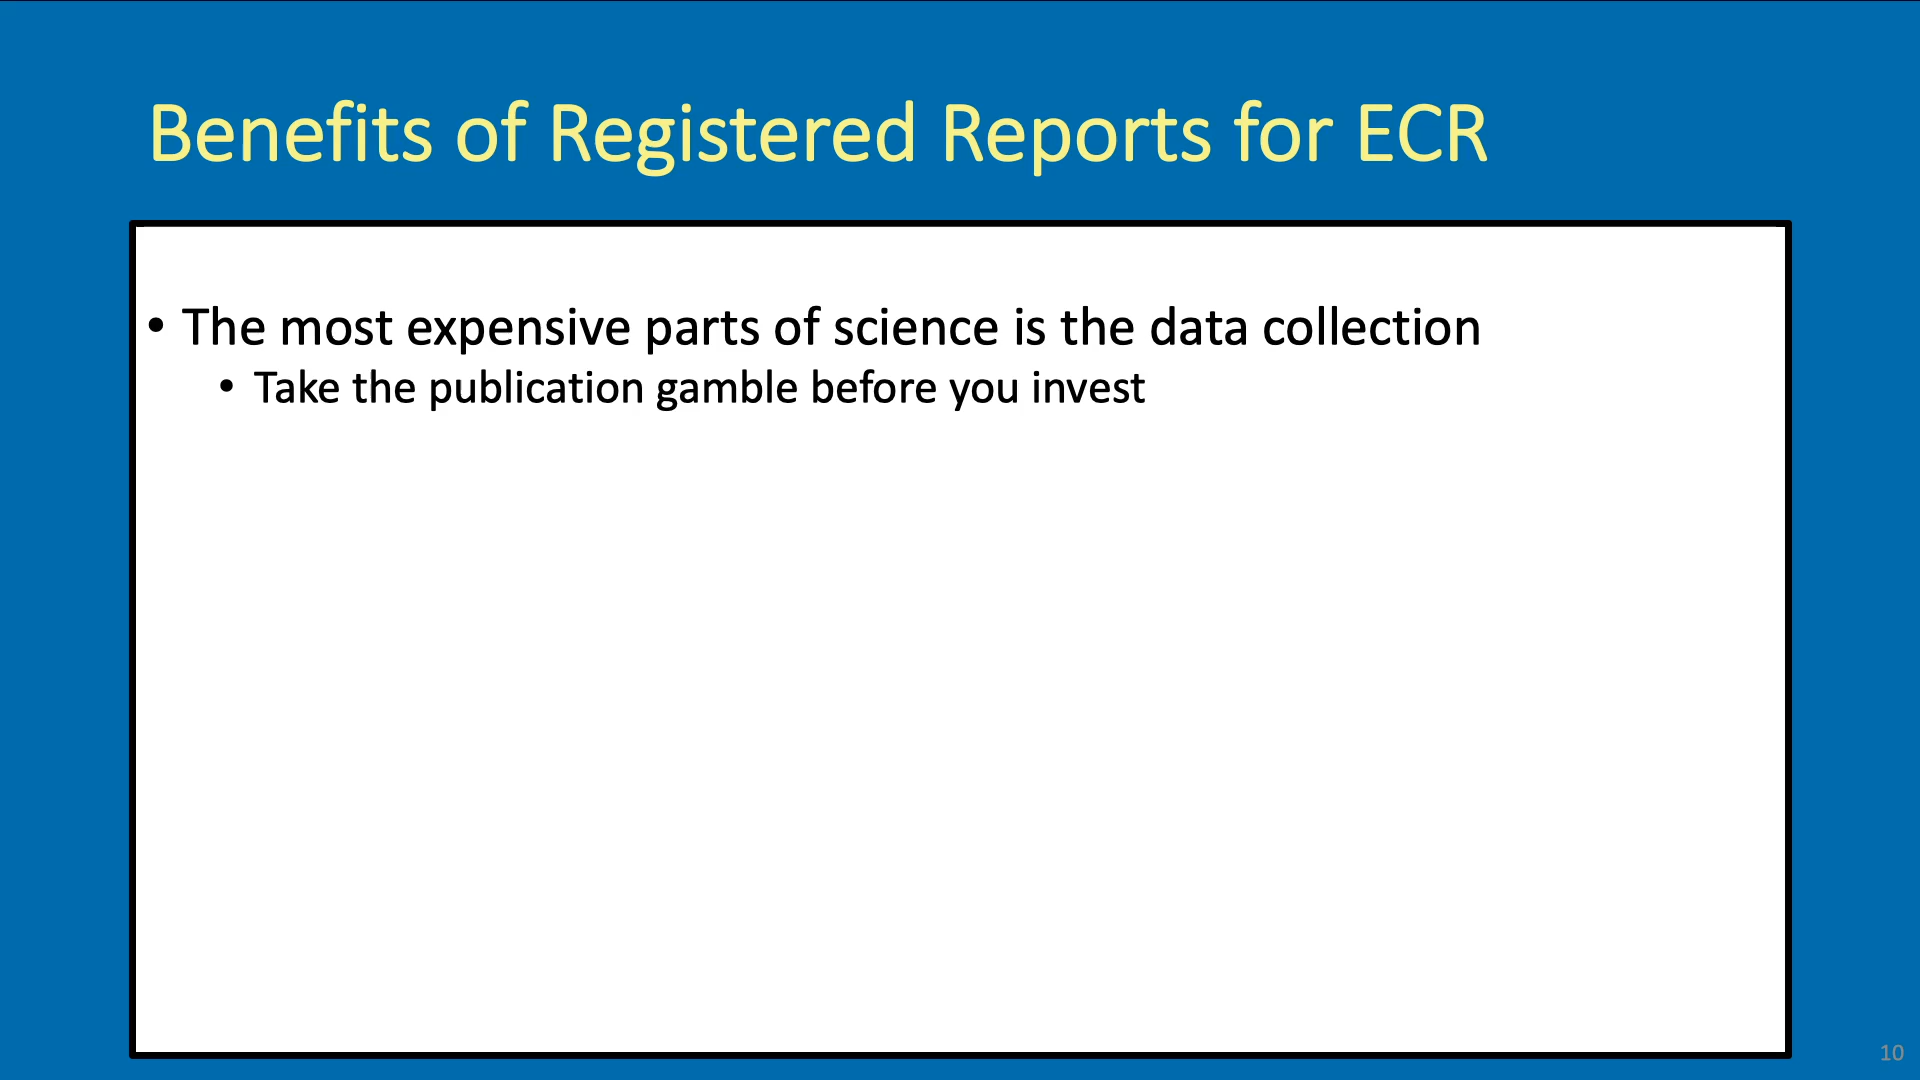 Benefits of Registered Reports for ECR
• The most expensive parts of science is the data collection
• Take the publication gamble before you invest
10